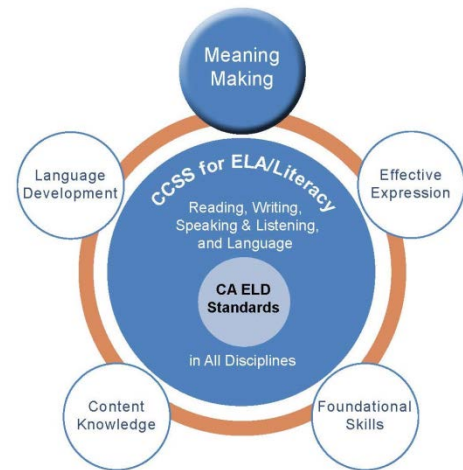 Meaning
Making
Language
Development
Effective
Expression
CCSS for ELA/Literacy
Reading, Writing,
Speaking & Listening,
and Language
CA ELD
Standards
in All Disciplines
Content
Knowledge
Foundational
Skills